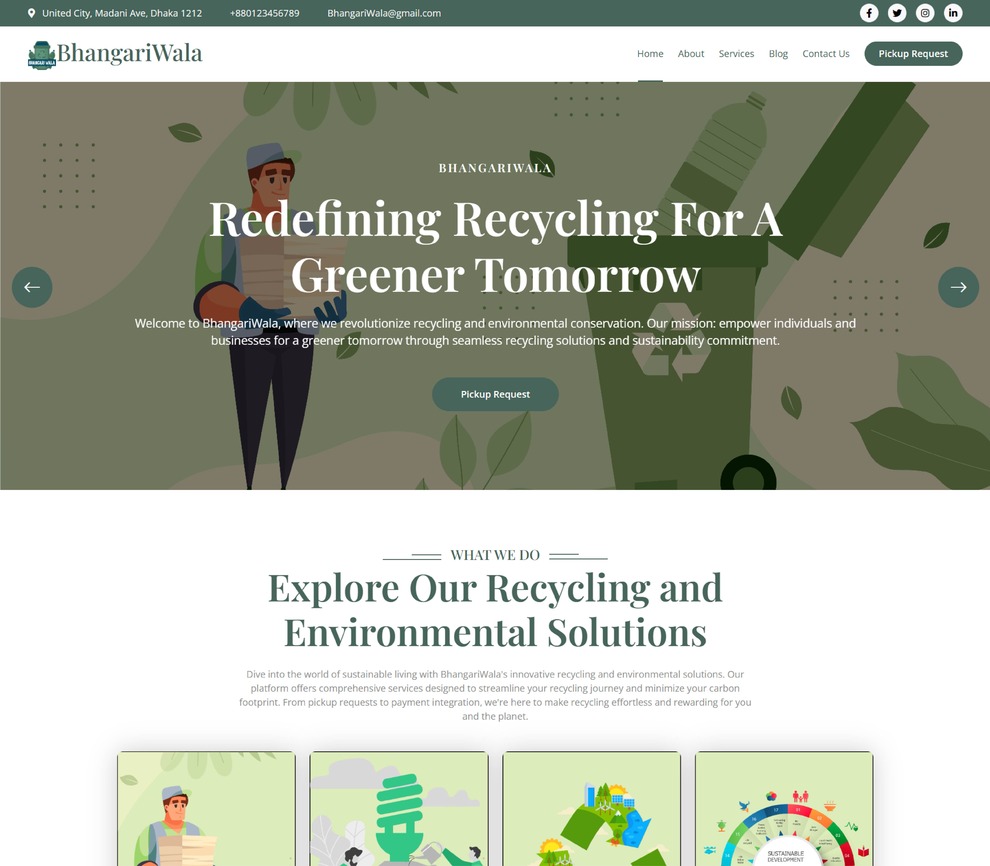 United City, Madani Ave, Dhaka 1212
+880123456789
BhangariWala@gmail.com
BHANGARI WALA
BhangariWala
Home
About
Services
Blog
Contact Us
Pickup Request
BHANGARIWALA
Redefining Recycling For A
Greener Tomorrow
Welcome to BhangariWala, where we revolutionize recycling and environmental conservation. Our mission: empower individuals and
businesses for a greener tomorrow through seamless recycling solutions and sustainability commitment.
Pickup Request
WHAT WE DO
Explore Our Recycling and
Environmental Solutions
Dive into the world of sustainable living with BhangariWala's innovative recycling and environmental solutions. Our
platform offers comprehensive services designed to streamline your recycling journey and minimize your carbon
footprint. From pickup requests to payment integration, we're here to make recycling effortless and rewarding for you
and the planet.
SUSTAINABLE
DEVELOPMENT